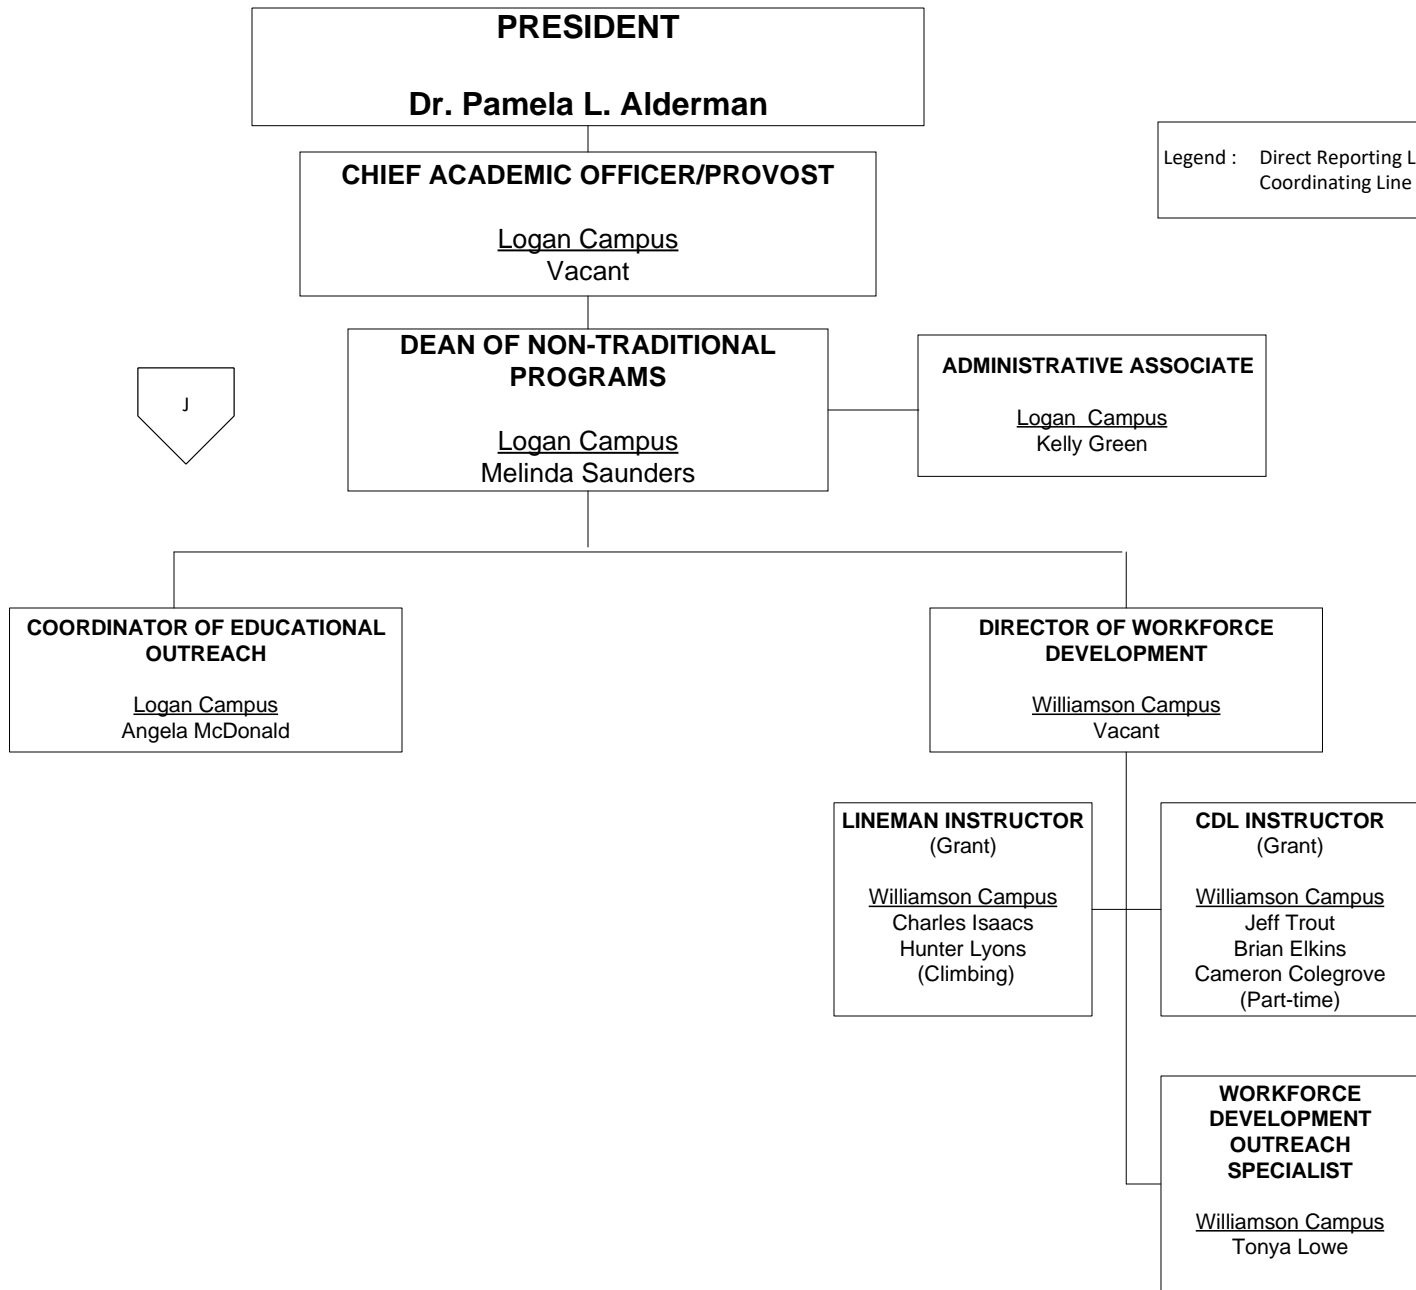 PRESIDENT
Dr. Pamela L. Alderman
CHIEF ACADEMIC OFFICER/PROVOST
Logan Campus
Vacant
Legend : Direct Reporting L
Coordinating Line
DEAN OF NON-TRADITIONAL
PROGRAMS
Logan Campus
Melinda Saunders
ADMINISTRATIVE ASSOCIATE
Logan Campus
Kelly Green
J
COORDINATOR OF EDUCATIONAL
OUTREACH
Logan Campus
Angela McDonald
DIRECTOR OF WORKFORCE
DEVELOPMENT
Williamson Campus
Vacant
LINEMAN INSTRUCTOR
(Grant)
Williamson Campus
Charles Isaacs
Hunter Lyons
(Climbing)
CDL INSTRUCTOR
(Grant)
Williamson Campus
Jeff Trout
Brian Elkins
Cameron Colegrove
(Part-time)
WORKFORCE
DEVELOPMENT
OUTREACH
SPECIALIST
Williamson Campus
Tonya Lowe